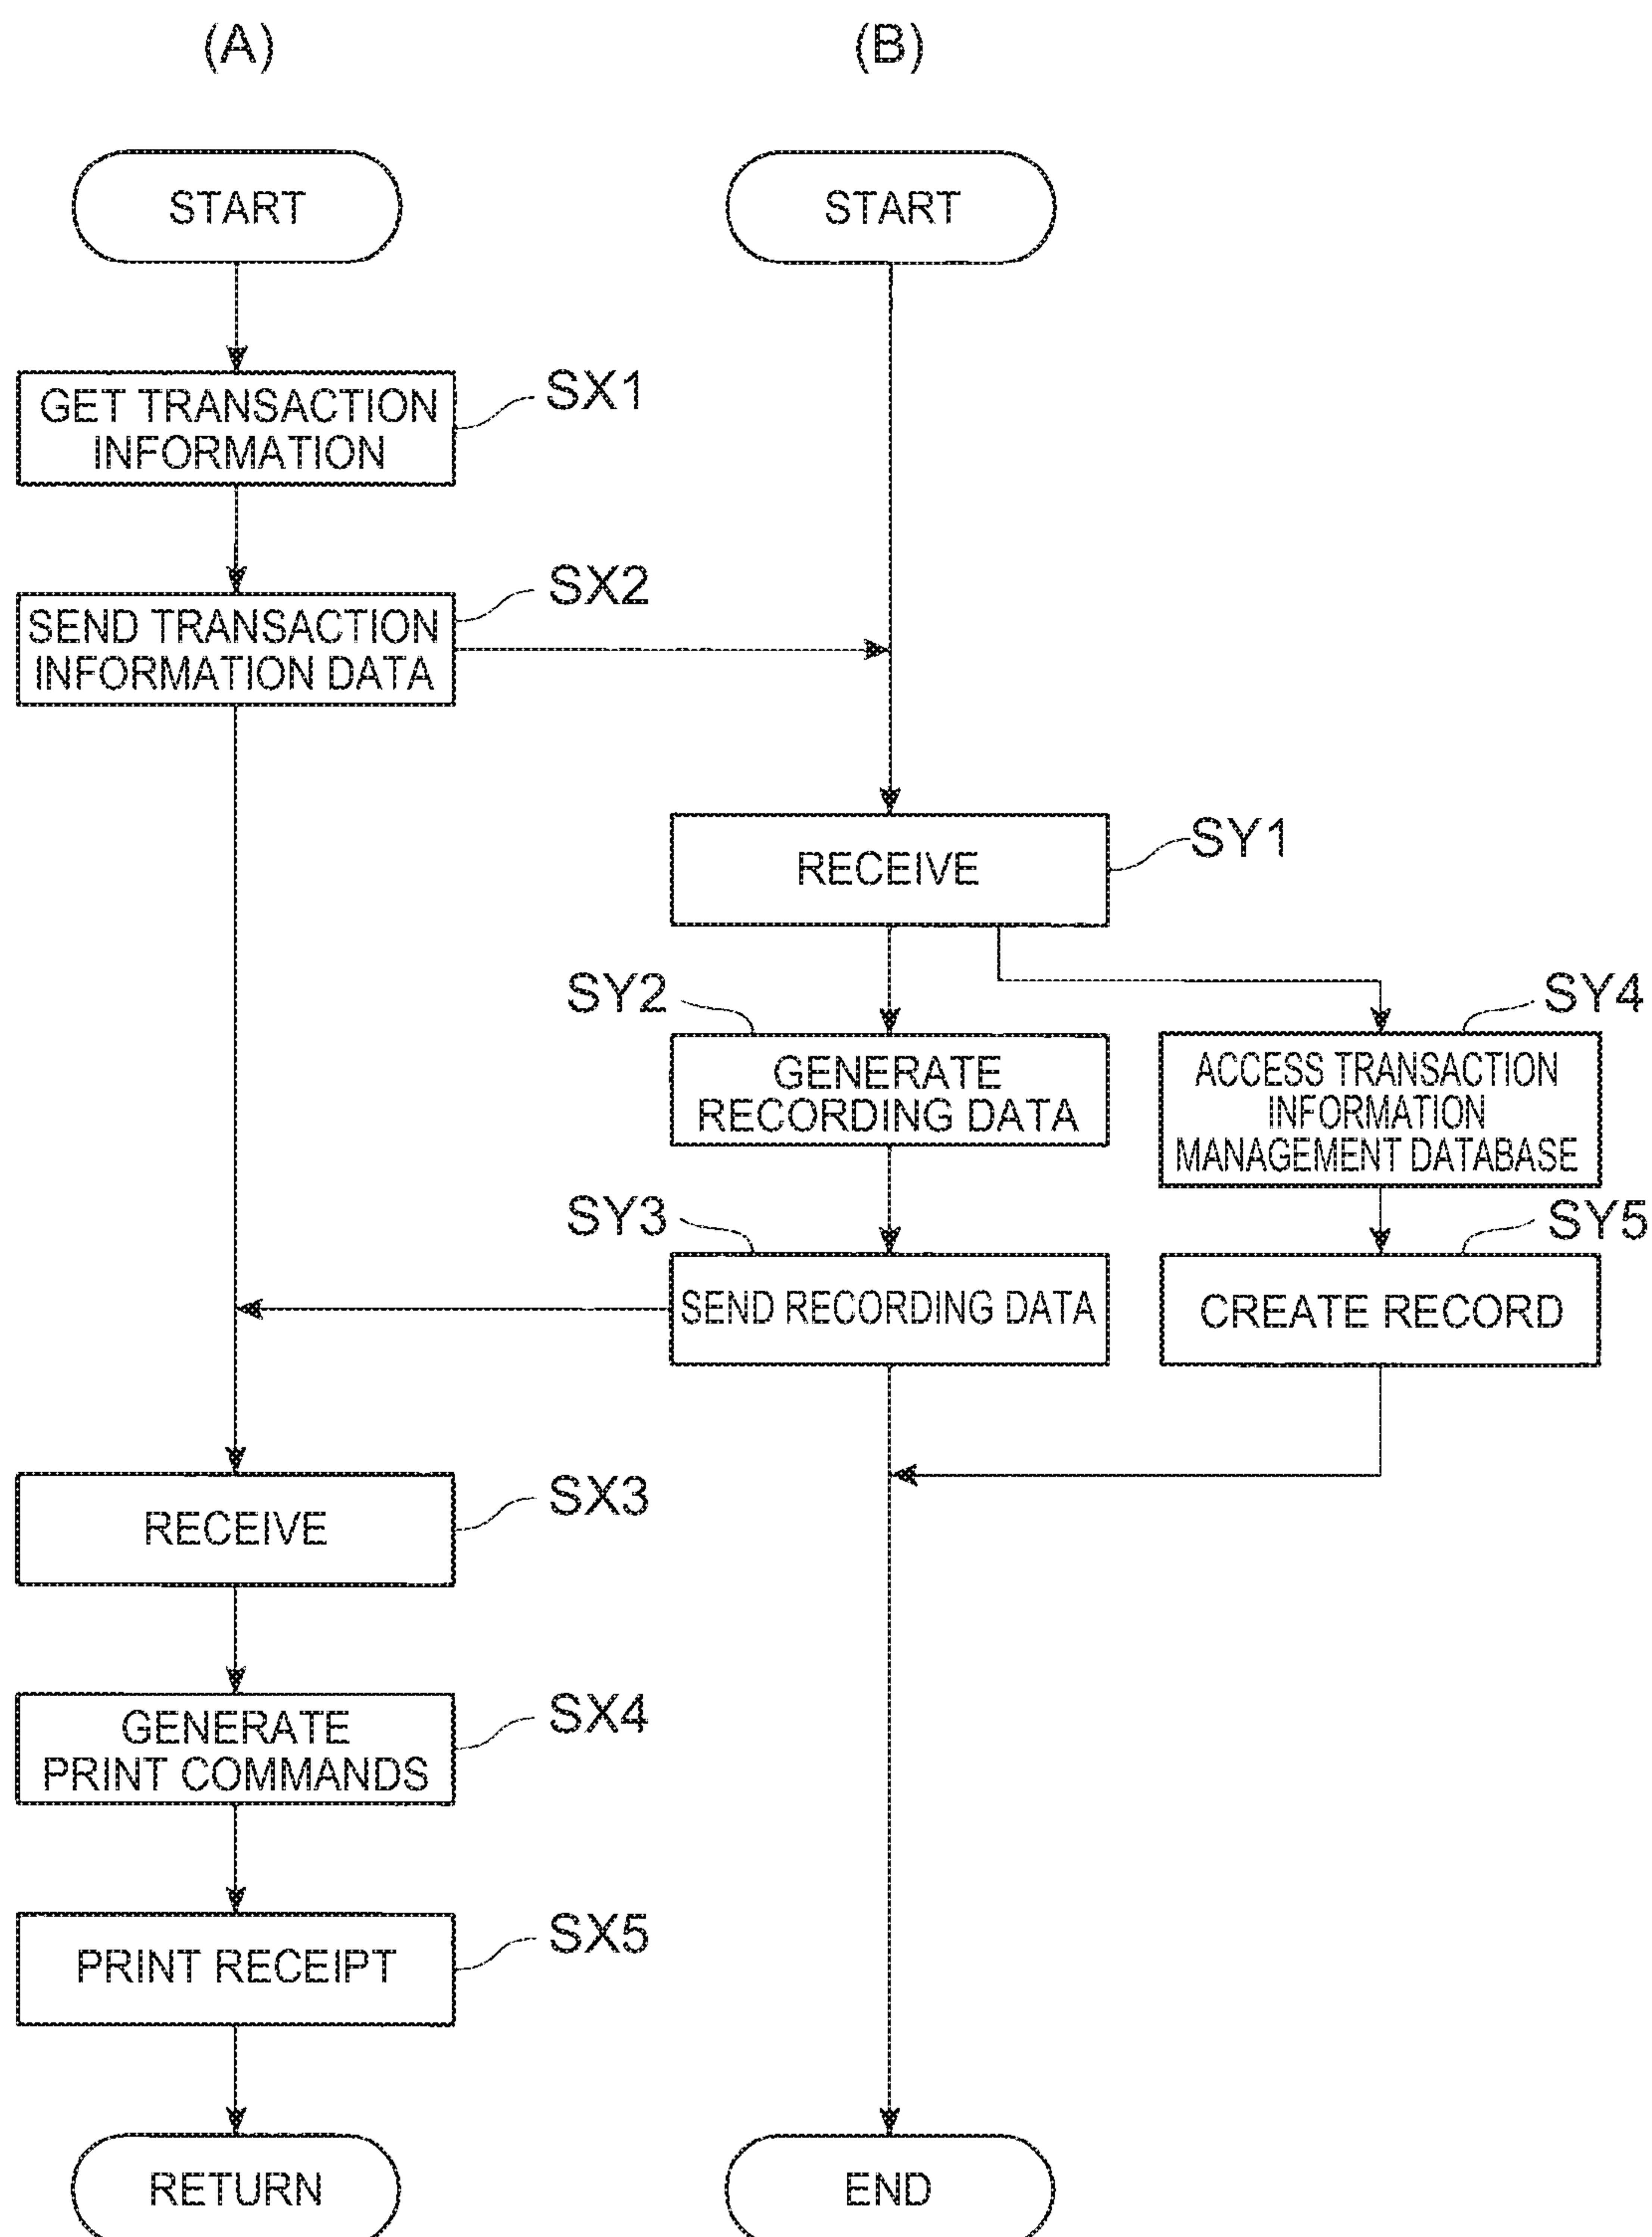 (A)
(B)
START
START
GET TRANSACTION
INFORMATION
SX1
SEND TRANSACTION
INFORMATION DATA
SX2
RECEIVE
SY1
SY2
GENERATE
RECORDING DATA
SY4
ACCESS TRANSACTION
INFORMATION
MANAGEMENT DATABASE
SY3
SEND RECORDING DATA
SY5
CREATE RECORD
RECEIVE
SX3
GENERATE
PRINT COMMANDS
SX4
PRINT RECEIPT
SX5
RETURN
END